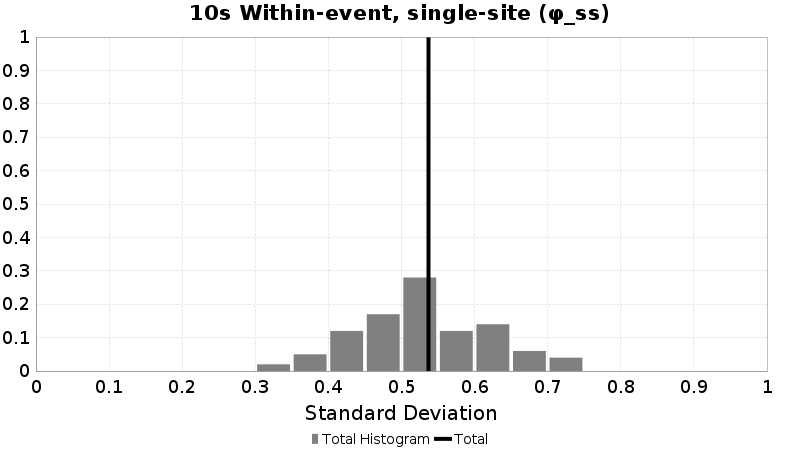 10s Within-event, single-site (φ_ss)
1
0.9
0.8
0.7
0.6
0.5
0.4
0.3
0.2
0.1
0
0 0.1 0.2 0.3 0.4 0.5 0.6 0.7 0.8 0.9 1
Standard Deviation
Total Histogram Total